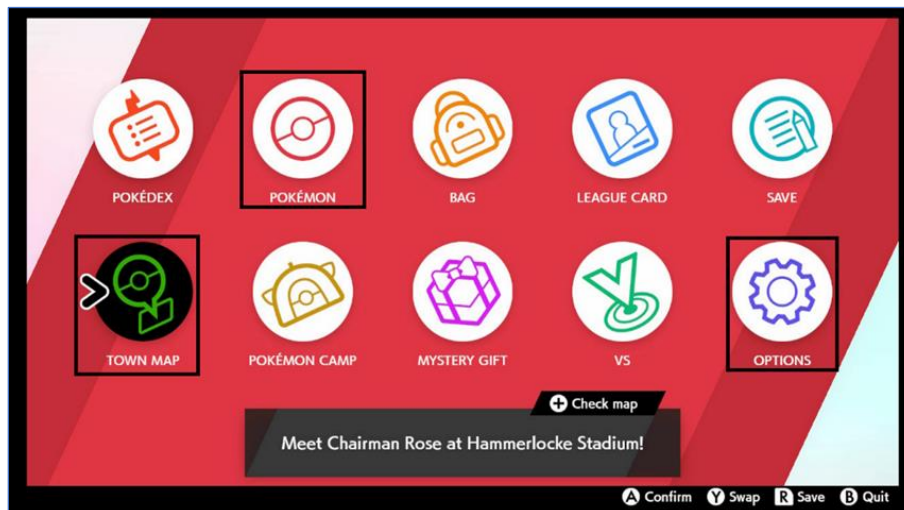 POKÉDEX
POKÉMON
BAG
LEAGUE CARD
SAVE
TOWN MAP
POKÉMON CAMP
MYSTERY GIFT
VS
OPTIONS
+ Check map
Meet Chairman Rose at Hammerlocke Stadium!
A Confirm Y Swap R Save B Quit